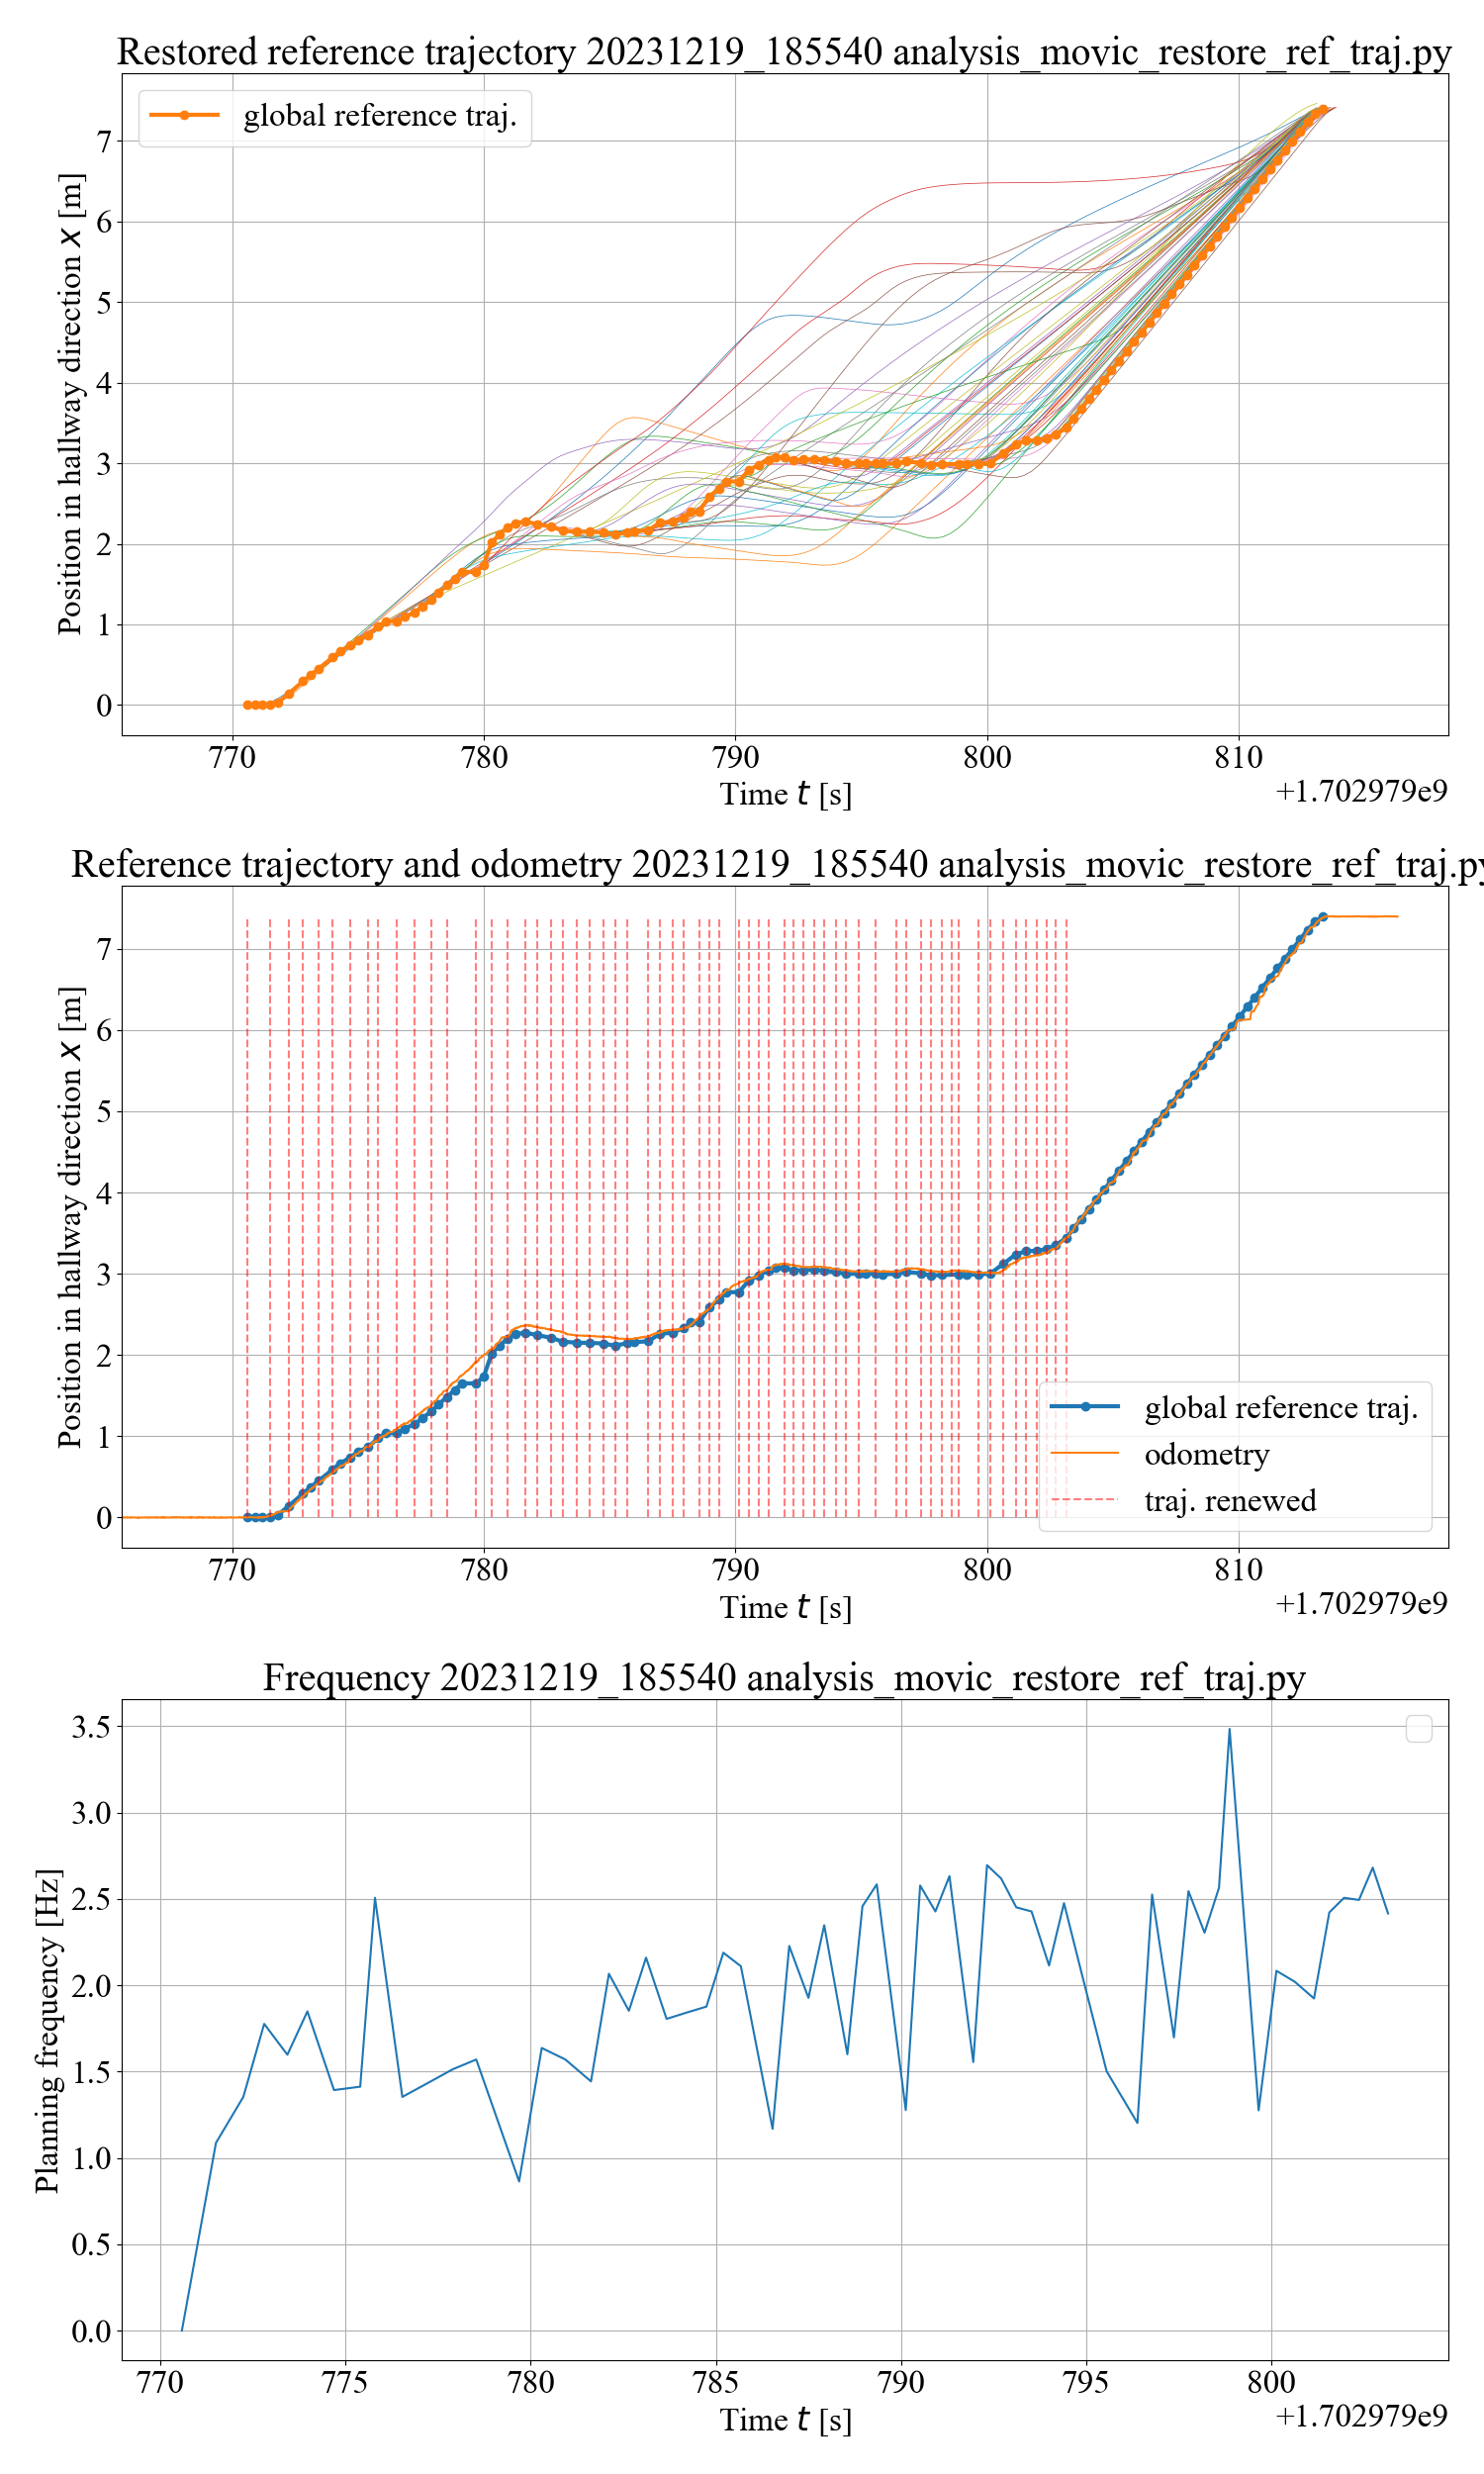 Restored reference trajectory 20231219_185540 analysis_movic_restore_ref_traj.py
global reference traj.
Position in hallway direction x [m]
7
6
5
4
3
2
1
0
770 780 790 800 810
Time t [s]
+1.702979e9
Reference trajectory and odometry 20231219_185540 analysis_movic_restore_ref_traj.py
Position in hallway direction x [m]
7
6
5
4
3
2
1
0
global reference traj.
odometry
traj. renewed
770 780 790 800 810
Time t [s]
+1.702979e9
Frequency 20231219_185540 analysis_movic_restore_ref_traj.py
Planning frequency [Hz]
3.5
3.0
2.5
2.0
1.5
1.0
0.5
0.0
770 775 780 785 790 795 800
Time t [s]
+1.702979e9